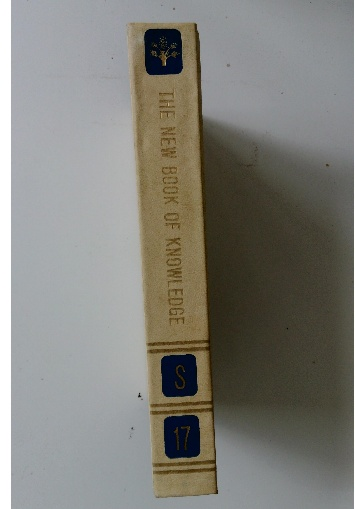 THE NEW BOOK OF KNOWLEDGE
S
17